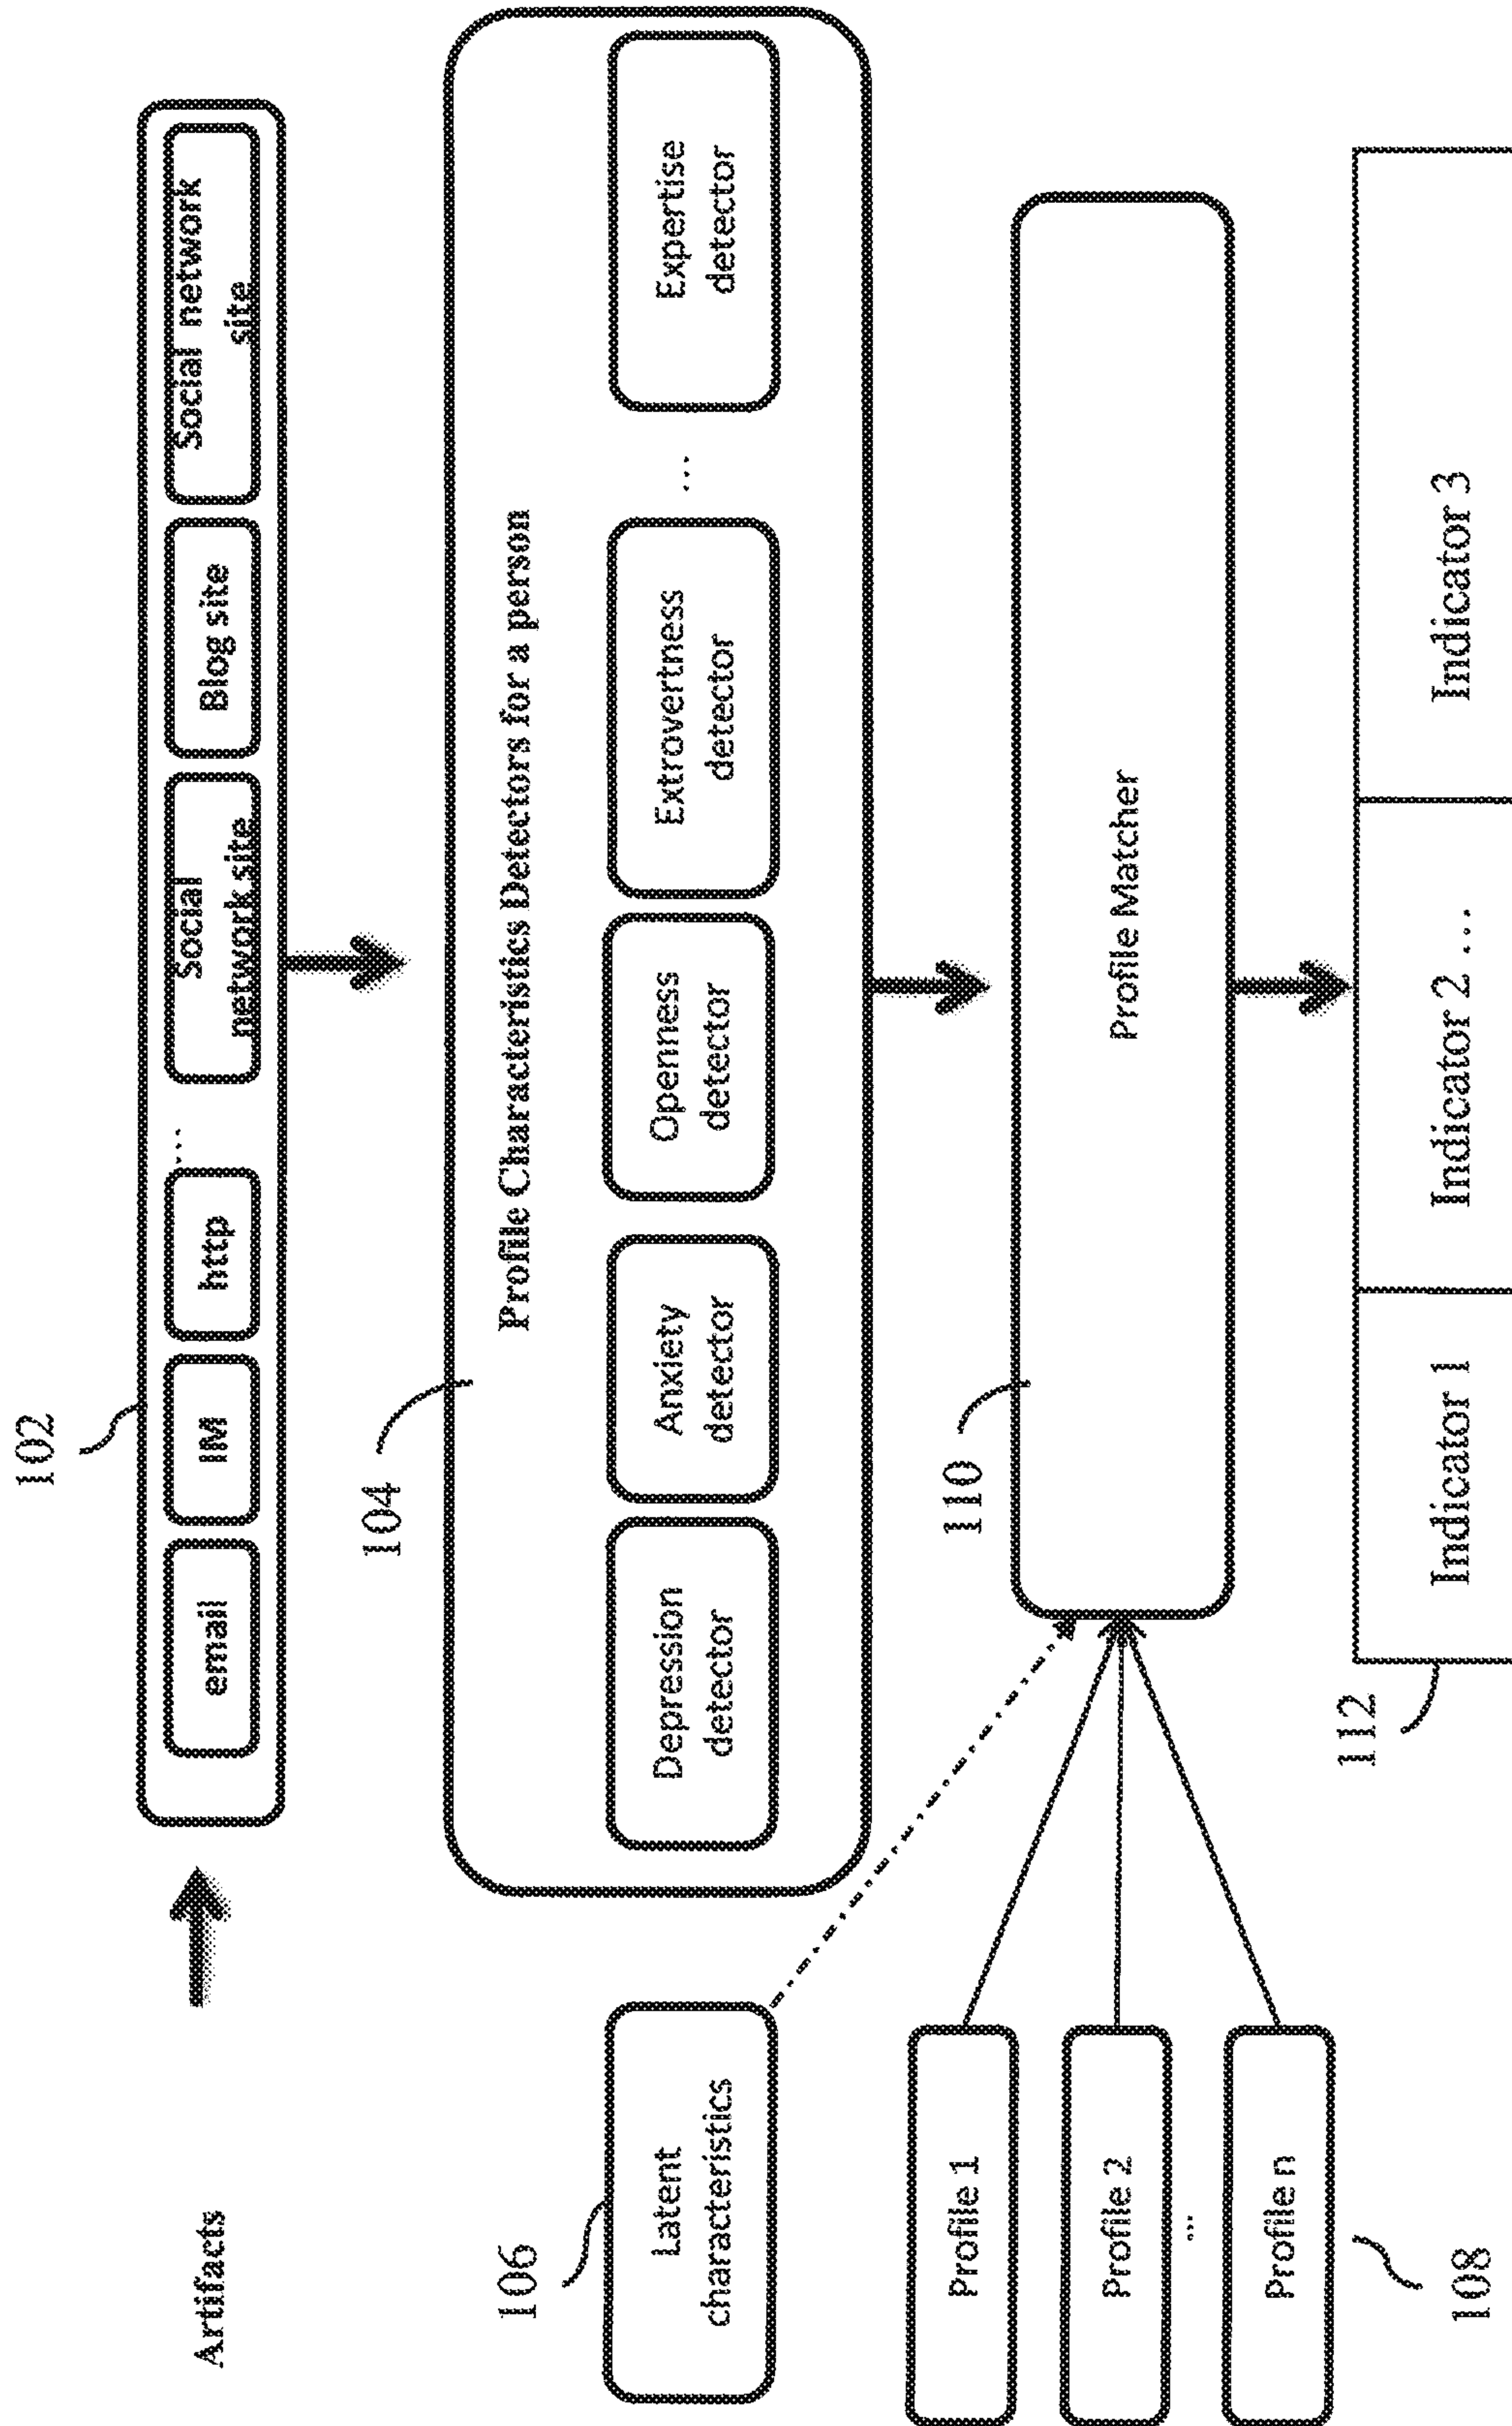 102
Artifacts
email
IM
http
...
Social
network site
Blog site
Social network
site
104
Profile Characteristics Detectors for a person
106
Latent
characteristics
Depression
detector
Anxiety
detector
Openness
detector
Extrovertness
detector
...
Expertise
detector
110
Profile 1
Profile 2
...
Profile n
108
Profile Matcher
112
Indicator 1
Indicator 2 ...
Indicator 3